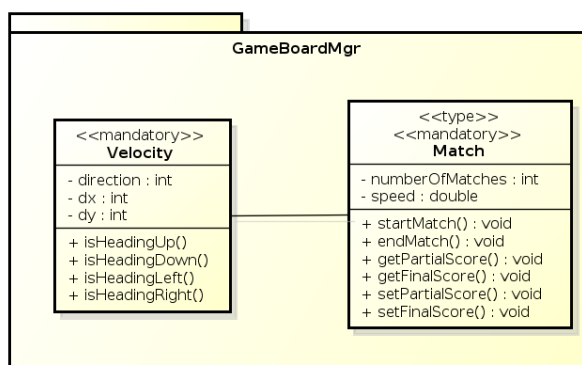 GameBoardMgr
<<mandatory>>
Velocity
- direction : int
- dx : int
- dy : int
+ isHeadingUp()
+ isHeadingDown()
+ isHeadingLeft()
+ isHeadingRight()
<<type>>
<<mandatory>>
Match
- numberOfMatches : int
- speed : double
+ startMatch() : void
+ endMatch() : void
+ getPartialScore() : void
+ getFinalScore() : void
+ setPartialScore() : void
+ setFinalScore() : void